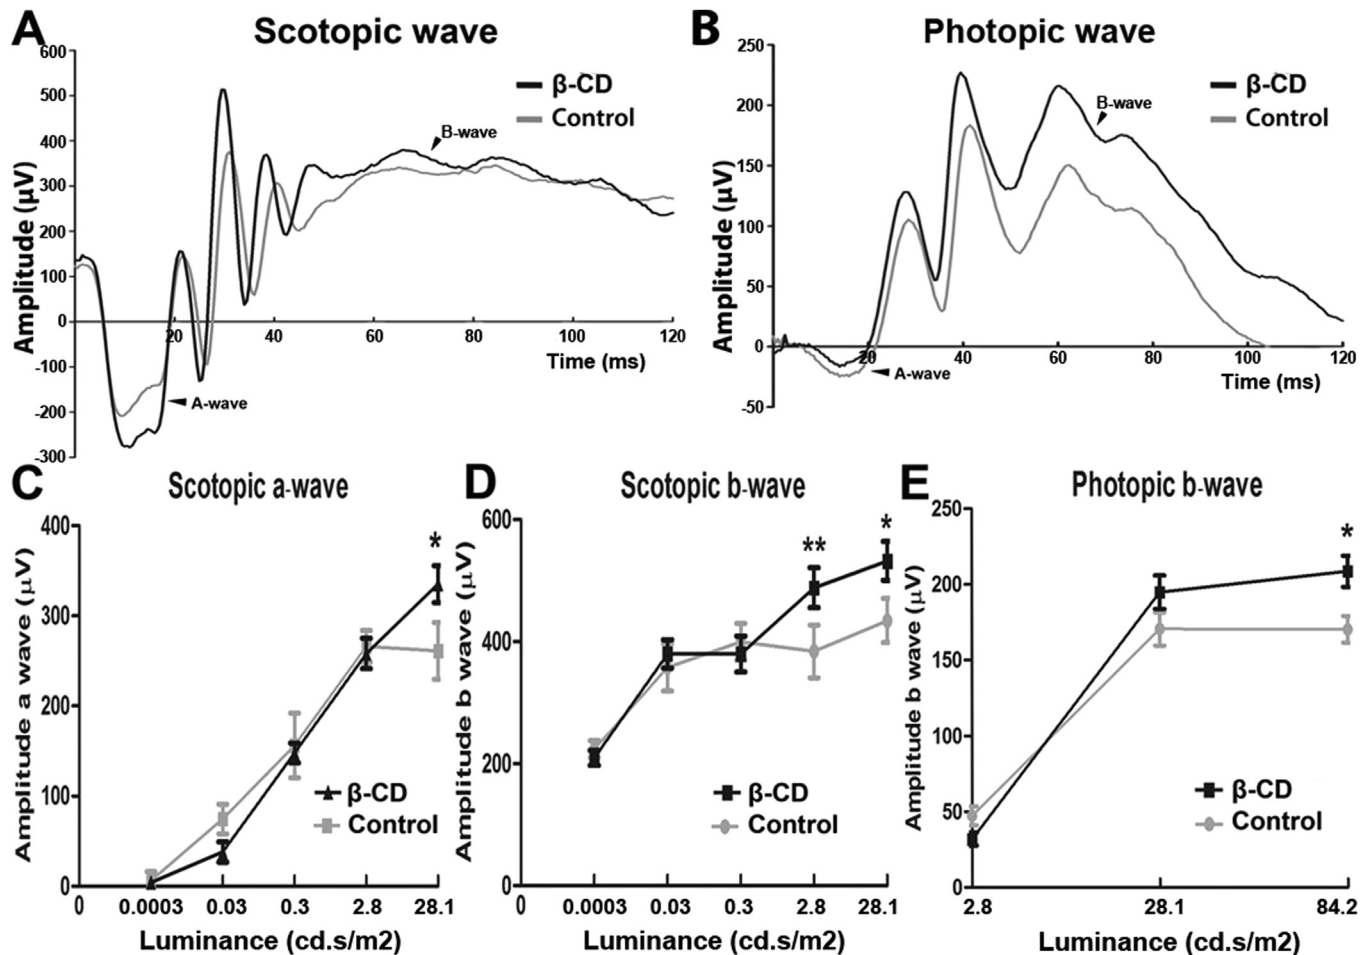 A
Scotopic wave
600
500
400
300
200
100
0
-100
-200
-300
Amplitude (μV)
20
40
60
80
100
120
Time (ms)
β-CD
Control
B-wave
A-wave
B
Photopic wave
250
200
150
100
50
0
-50
Amplitude (μV)
20
40
60
80
100
120
Time (ms)
β-CD
Control
B-wave
A-wave
C
Scotopic a-wave
400
300
200
100
0
Amplitude a wave (μV)
*
β-CD
Control
0 0.0003 0.03 0.3 2.8 28.1
Luminance (cd.s/m2)
D
Scotopic b-wave
600
400
200
0
Amplitude b wave (μV)
**
*
β-CD
Control
0 0.0003 0.03 0.3 2.8 28.1
Luminance (cd.s/m2)
E
Photopic b-wave
250
200
150
100
50
0
Amplitude b wave (μV)
*
β-CD
Control
2.8 28.1 84.2
Luminance (cd.s/m2)